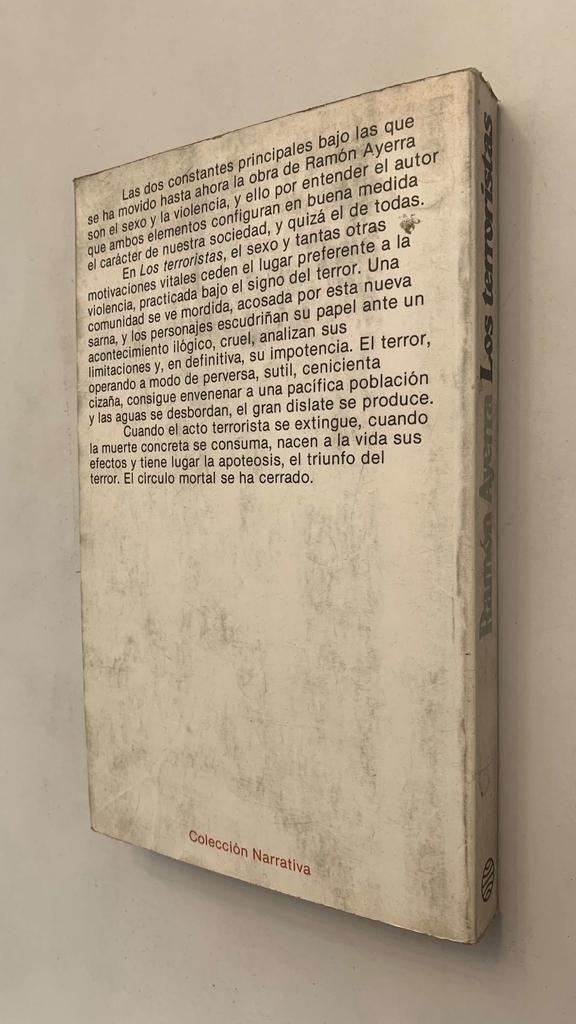 Las dos constantes principales bajo las que
se ha movido hasta ahora la obra de Ramón Ayerra
son el sexo y la violencia, y ello por entender el autor
que ambos elementos configuran en buena medida
el carácter de nuestra sociedad, y quizá el de todas.
En Los terroristas, el sexo y tantas otras
motivaciones vitales ceden el lugar preferente a la
violencia, practicada bajo el signo del terror. Una
comunidad se ve mordida, acosada por esta nueva
sarna, y los personajes escudriñan su papel ante un
acontecimiento ilógico, cruel, analizan sus
limitaciones y, en definitiva, su impotencia. El terror,
operando a modo de perversa, sutil, cenicienta
cizaña, consigue envenenar a una pacífica población
y las aguas se desbordan, el gran dislate se produce.
Cuando el acto terrorista se extingue, cuando
la muerte concreta se consuma, nacen a la vida sus
efectos y tiene lugar la apoteosis, el triunfo del
terror. El círculo mortal se ha cerrado.
Colección Narrativa
Ramón Ayerra Los terroristas